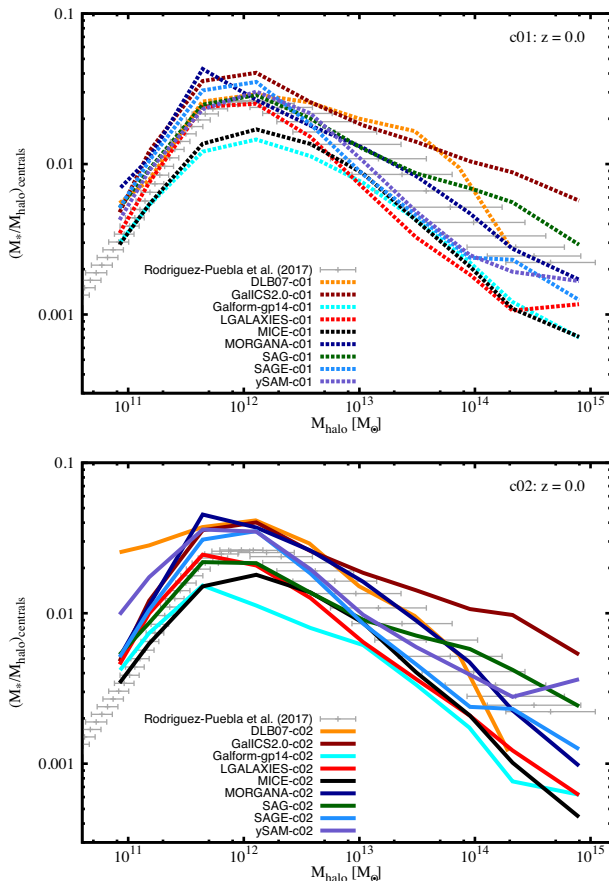 0.1
c01: z = 0.0
0.01
(M*/Mhalo)centrals
Rodriguez-Puebla et al. (2017)
DLB07-c01
GalICS2.0-c01
Galform-gp14-c01
0.001
LGALAXIES-c01
MICE-c01
MORGANA-c01
SAG-c01
SAGE-c01
ySAM-c01
10^11 10^12 10^13 10^14 10^15
Mhalo [M⊙]
0.1
c02: z = 0.0
0.01
(M*/Mhalo)centrals
Rodriguez-Puebla et al. (2017)
DLB07-c02
GalICS2.0-c02
Galform-gp14-c02
0.001
LGALAXIES-c02
MICE-c02
MORGANA-c02
SAG-c02
SAGE-c02
ySAM-c02
10^11 10^12 10^13 10^14 10^15
Mhalo [M⊙]